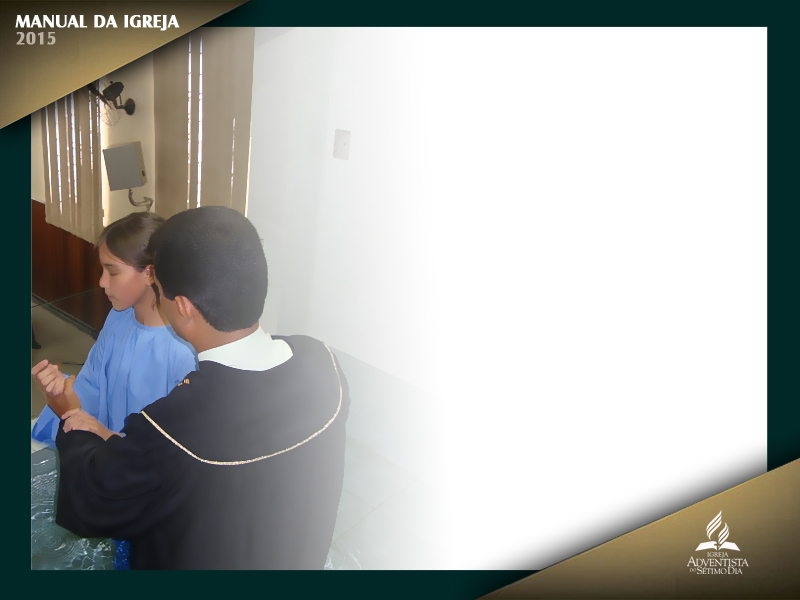 MANUAL DA IGREJA
2015
IGREJA
ADVENTISTA
DO SÉTIMO DIA